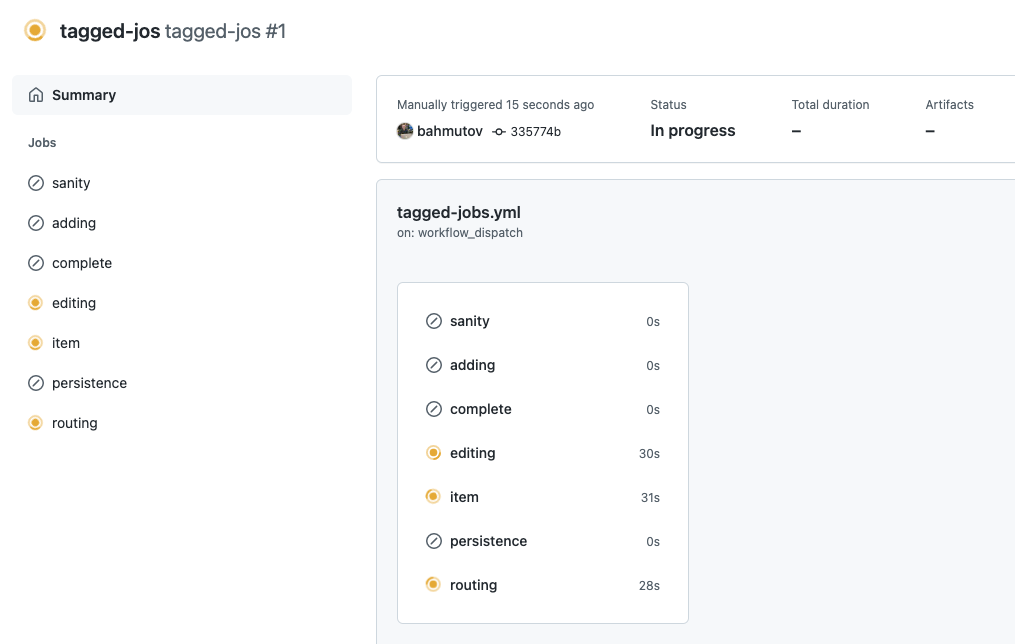 tagged-jos tagged-jos #1
Summary
Jobs
sanity
adding
complete
editing
item
persistence
routing
Manually triggered 15 seconds ago
bahmutov 335774b
Status
In progress
Total duration
–
Artifacts
–
tagged-jobs.yml
on: workflow_dispatch
sanity 0s
adding 0s
complete 0s
editing 30s
item 31s
persistence 0s
routing 28s